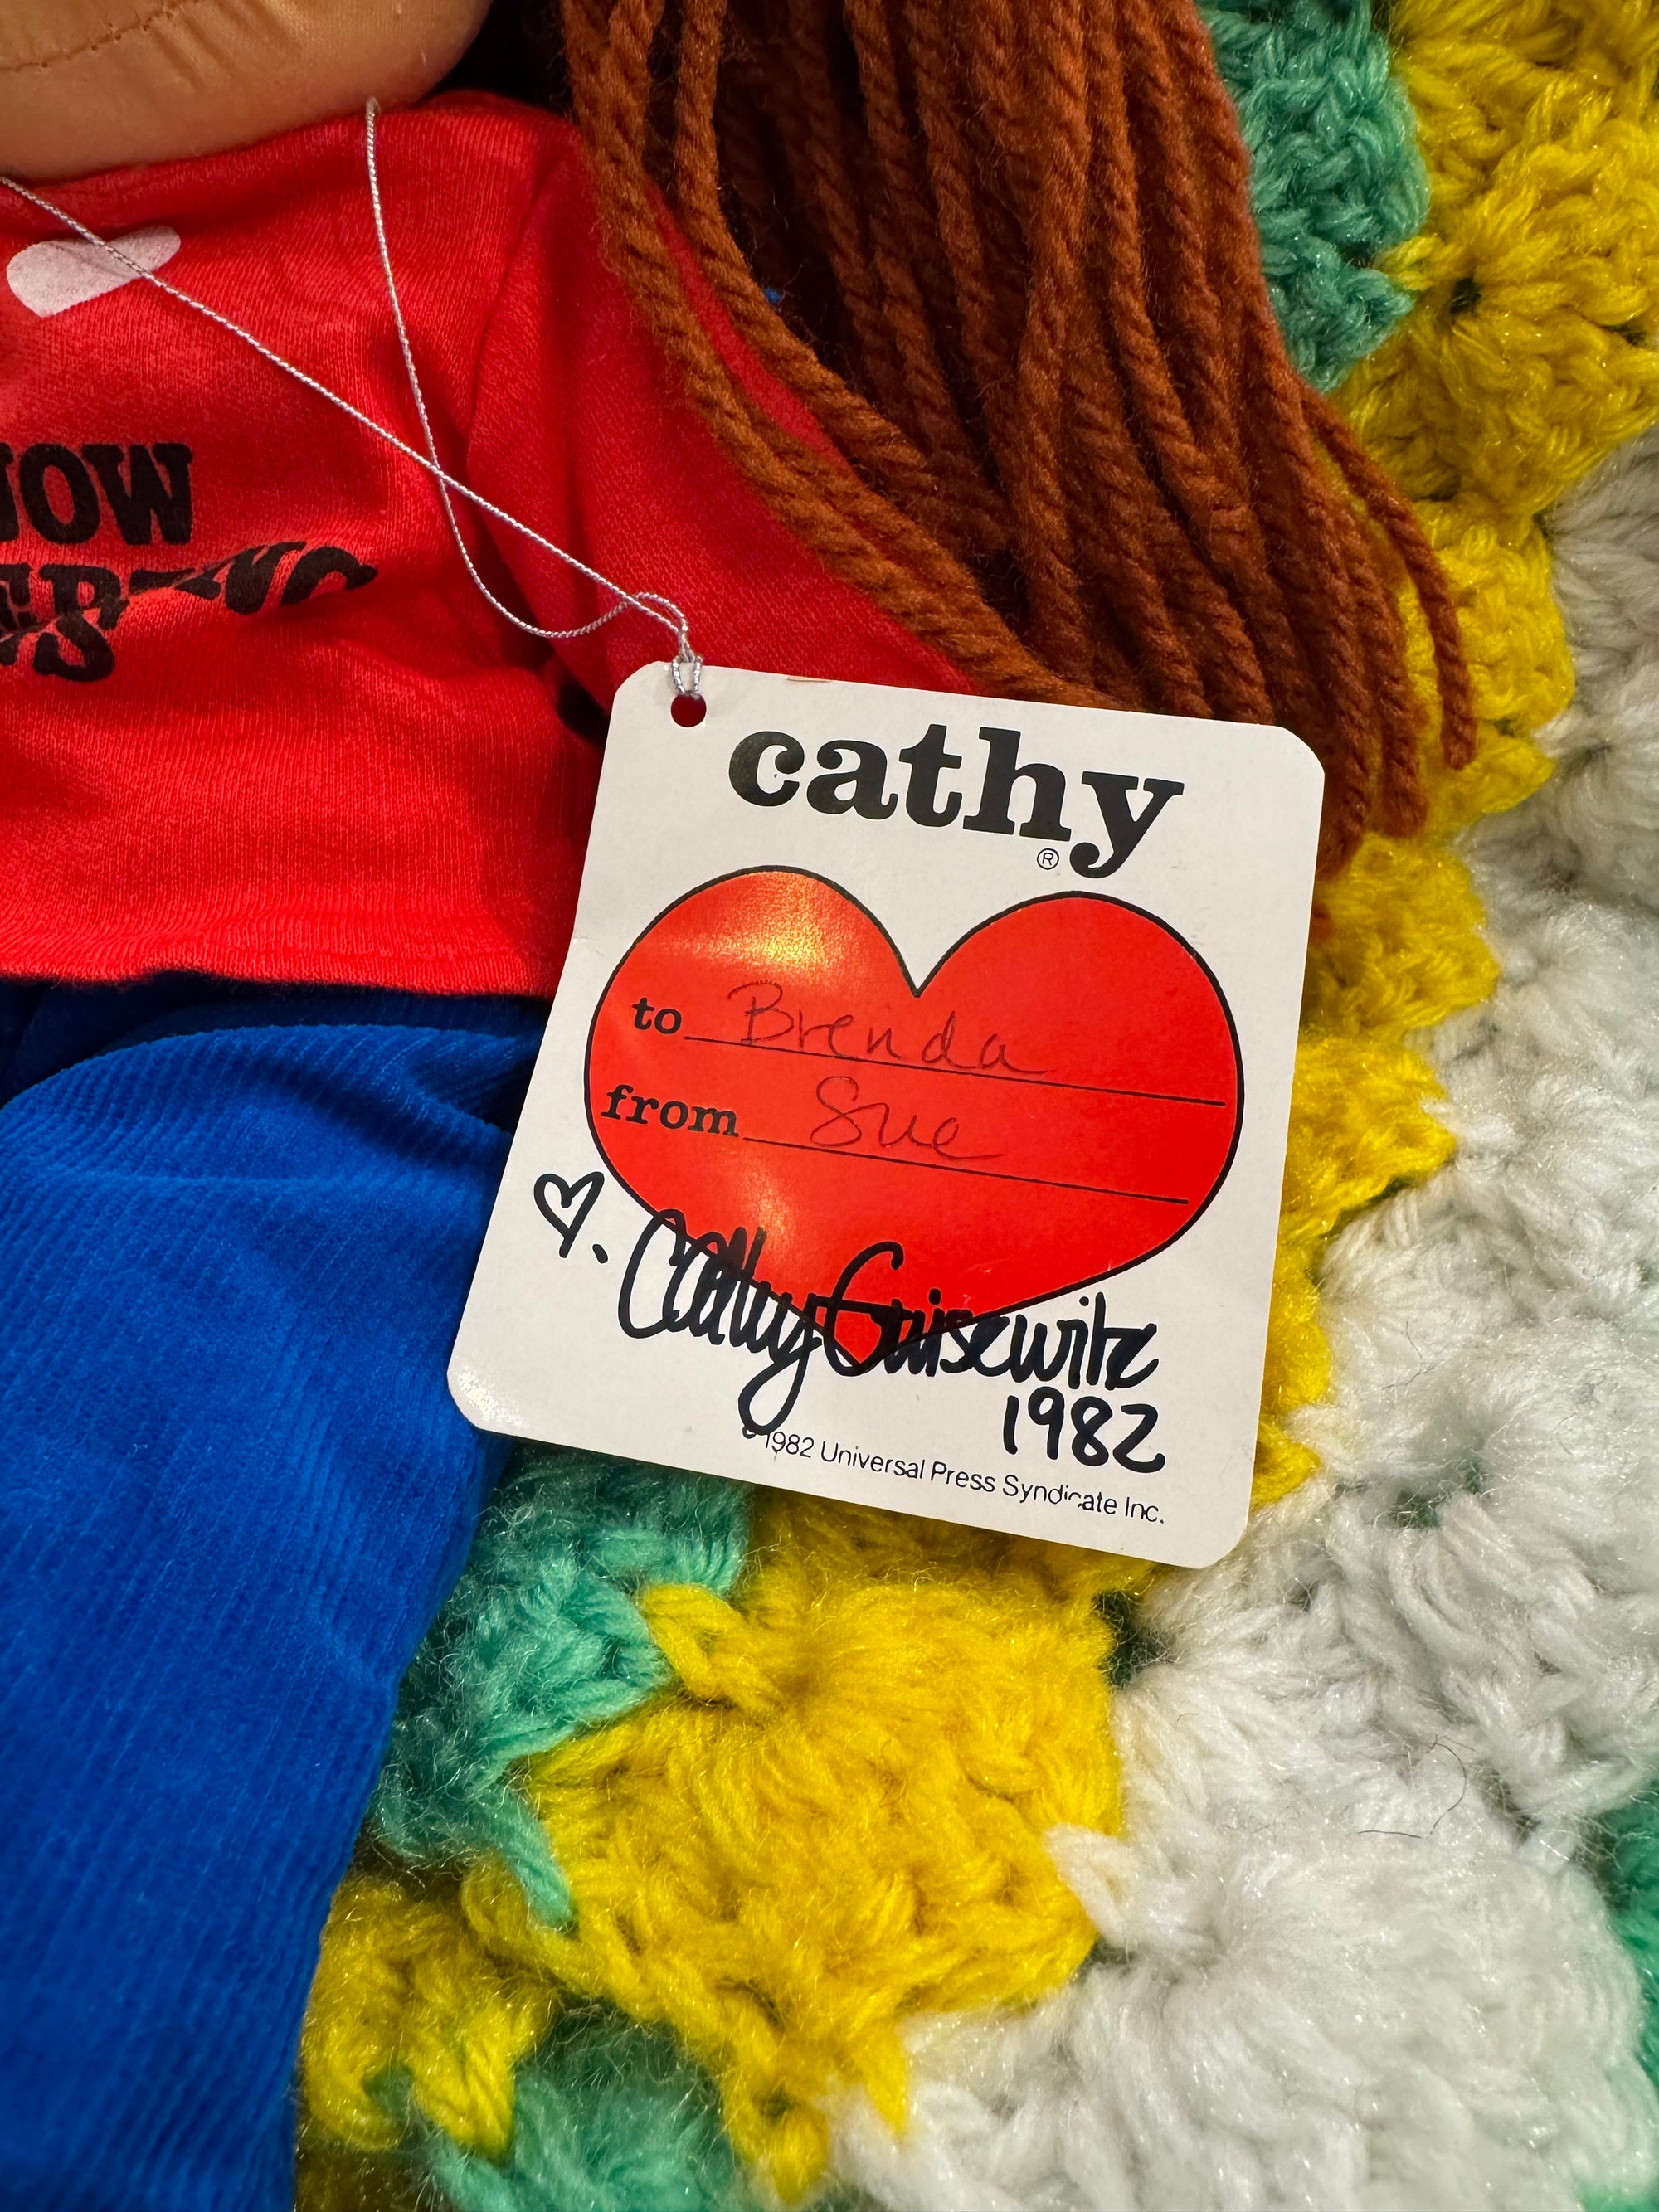 cathy
®
to Brenda
from Sue
♡. Cathy Guisewite
1982
© 1982 Universal Press Syndicate Inc.